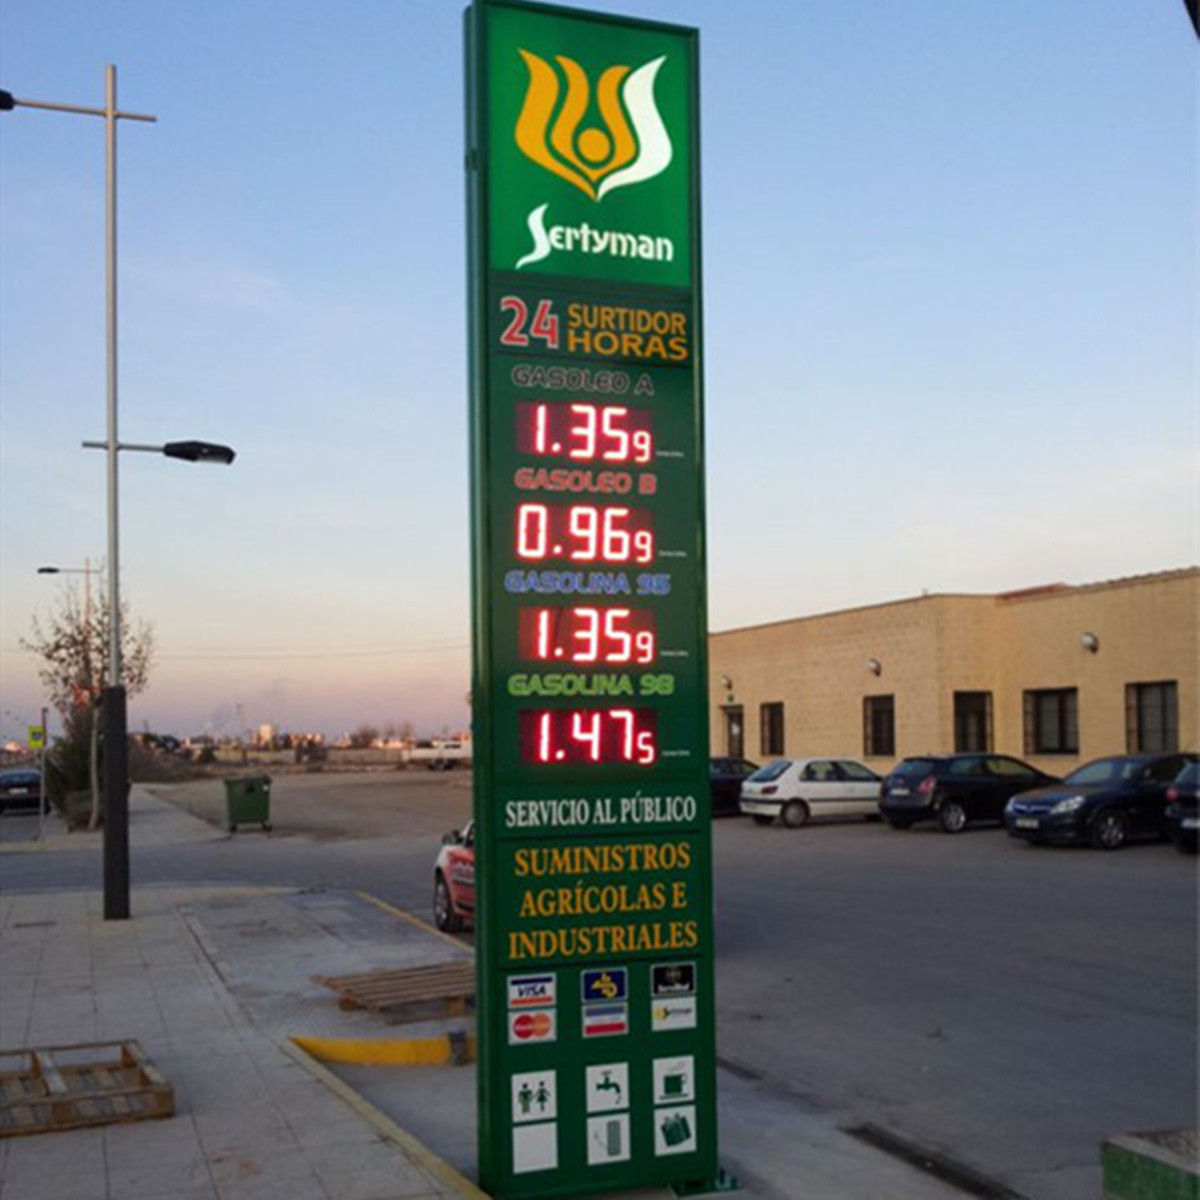 Sertyman
24 SURTIDOR
HORAS
GASOLEO A
1.359
GASOLEO B
0.969
GASOLINA 95
1.359
GASOLINA 98
1.475
SERVICIO AL PÚBLICO
SUMINISTROS
AGRÍCOLAS E
INDUSTRIALES
VISA
MasterCard